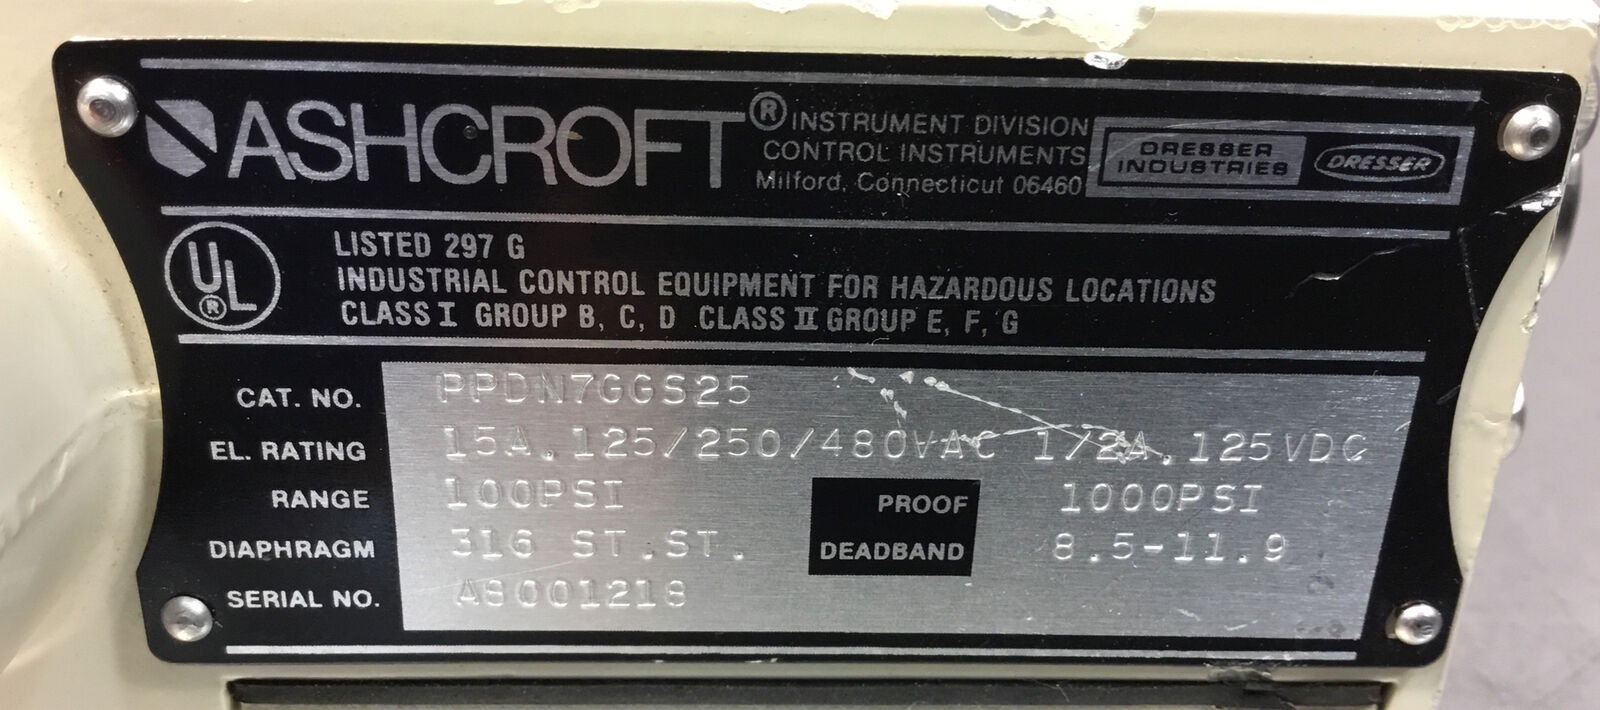 ASHCROFT®
INSTRUMENT DIVISION
CONTROL INSTRUMENTS
Milford, Connecticut 06460
DRESSER
INDUSTRIES
DRESSER
UL®
LISTED 297 G
INDUSTRIAL CONTROL EQUIPMENT FOR HAZARDOUS LOCATIONS
CLASS I GROUP B, C, D CLASS II GROUP E, F, G
CAT. NO. PPDN7GGS25
EL. RATING 15A.125/250/480VAC 1/2A.125VDC
RANGE 100PSI PROOF 1000PSI
DIAPHRAGM 316 ST.ST. DEADBAND 8.5-11.9
SERIAL NO. A8001218